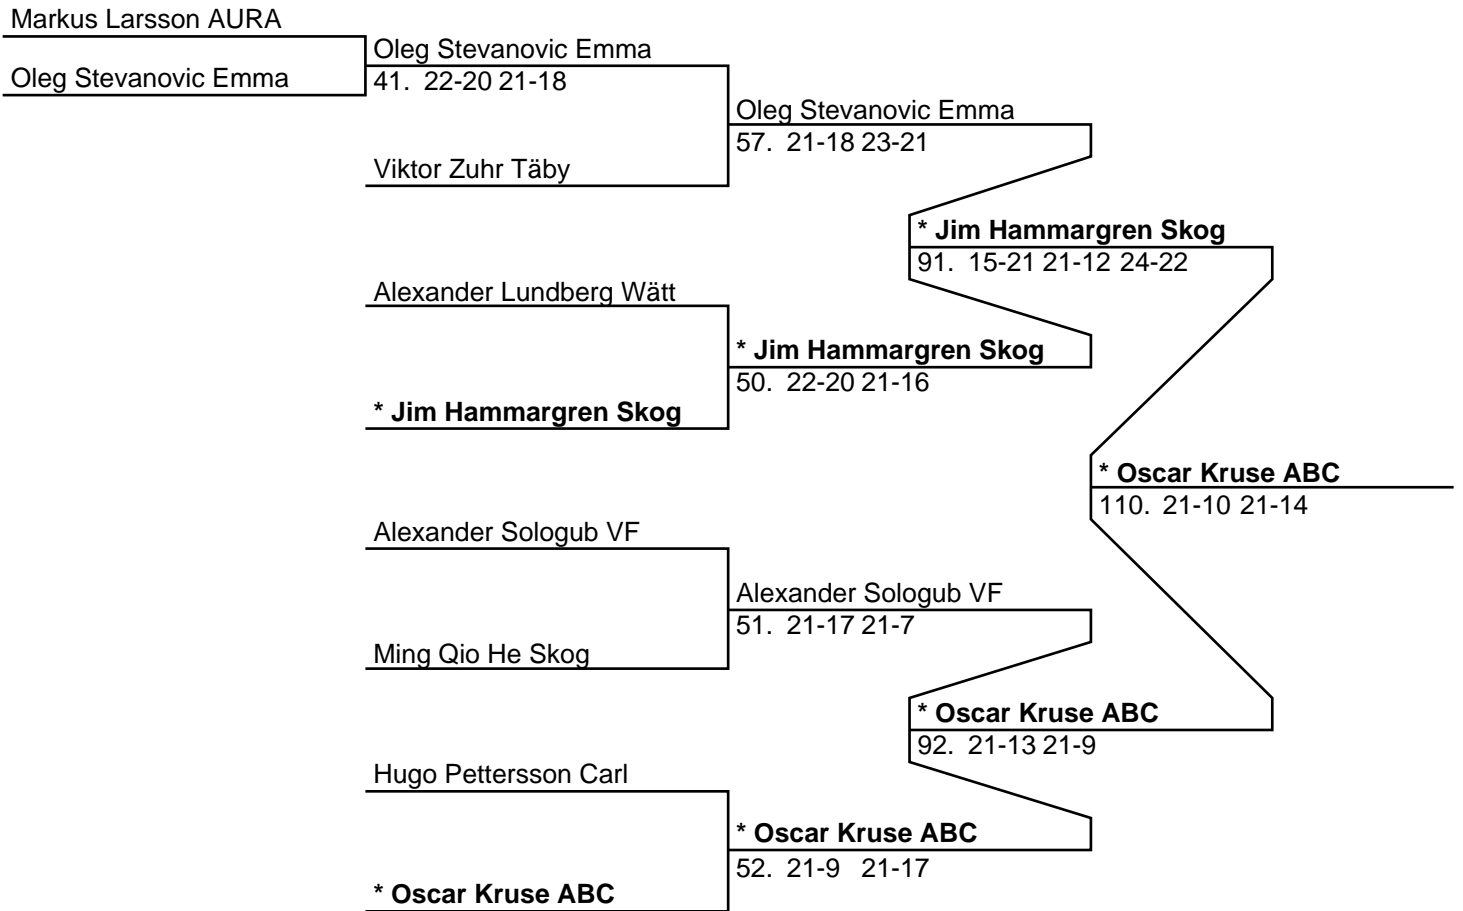 Markus Larsson AURA
Oleg Stevanovic Emma
Oleg Stevanovic Emma
41. 22-20 21-18
Viktor Zuhr Täby
Oleg Stevanovic Emma
57. 21-18 23-21
Alexander Lundberg Wätt
* Jim Hammargren Skog
* Jim Hammargren Skog
50. 22-20 21-16
* Jim Hammargren Skog
91. 15-21 21-12 24-22
Alexander Sologub VF
Ming Qio He Skog
Alexander Sologub VF
51. 21-17 21-7
Hugo Pettersson Carl
* Oscar Kruse ABC
* Oscar Kruse ABC
52. 21-9 21-17
* Oscar Kruse ABC
92. 21-13 21-9
* Oscar Kruse ABC
110. 21-10 21-14